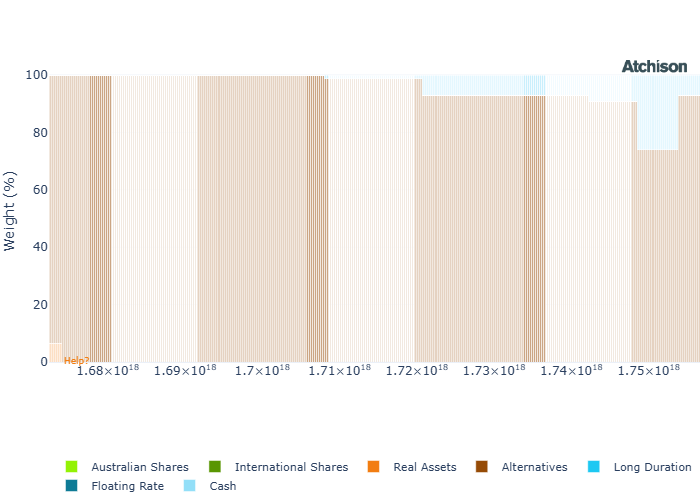 Atchison
Weight (%)
100
80
60
40
20
0
Help?
1.68×10¹⁸ 1.69×10¹⁸ 1.7×10¹⁸ 1.71×10¹⁸ 1.72×10¹⁸ 1.73×10¹⁸ 1.74×10¹⁸ 1.75×10¹⁸
Australian Shares International Shares Real Assets Alternatives Long Duration
Floating Rate Cash